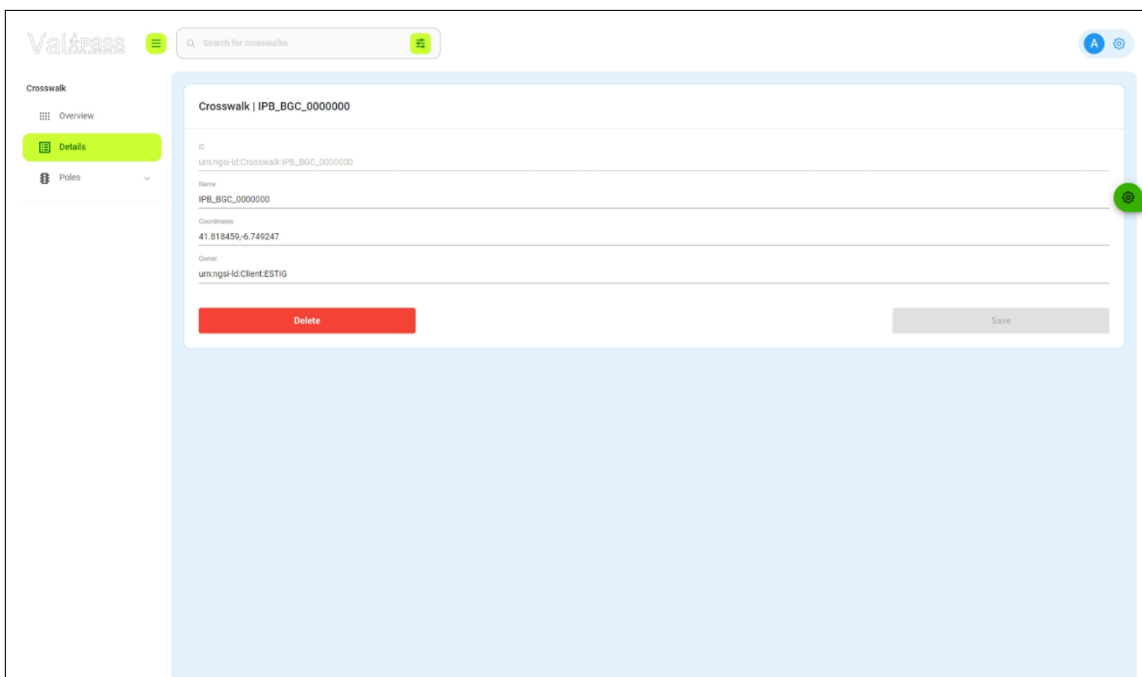 Valïpass
Search for crosswalks
A
Crosswalk
Overview
Details
Poles
Crosswalk | IPB_BGC_0000000
ID
urn:ngsi-ld:Crosswalk:IPB_BGC_0000000
Name
IPB_BGC_0000000
Coordinates
41.818459,-6.749247
Owner
urn:ngsi-ld:Client:ESTiG
Delete
Save